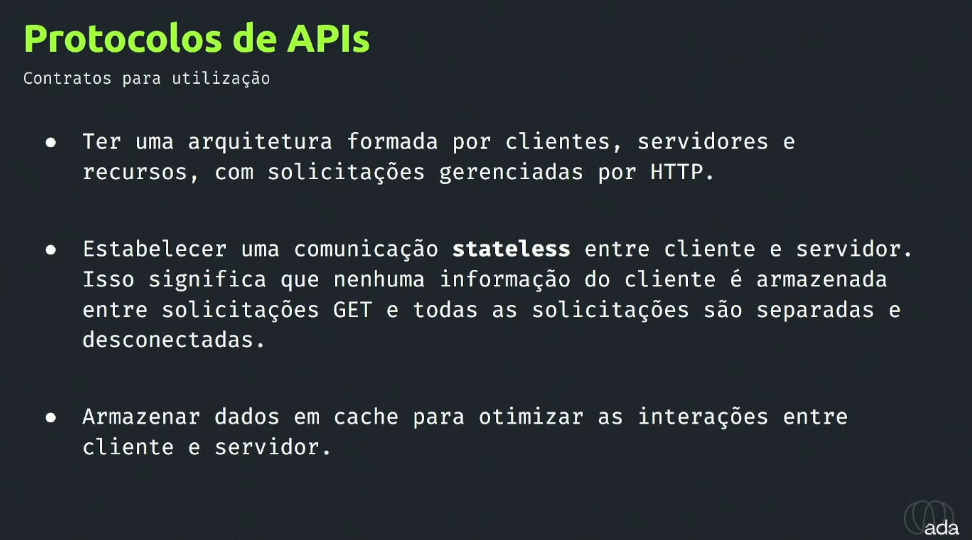 Protocolos de APIs
Contratos para utilização
● Ter uma arquitetura formada por clientes, servidores e
recursos, com solicitações gerenciadas por HTTP.
● Estabelecer uma comunicação stateless entre cliente e servidor.
Isso significa que nenhuma informação do cliente é armazenada
entre solicitações GET e todas as solicitações são separadas e
desconectadas.
● Armazenar dados em cache para otimizar as interações entre
cliente e servidor.
ada